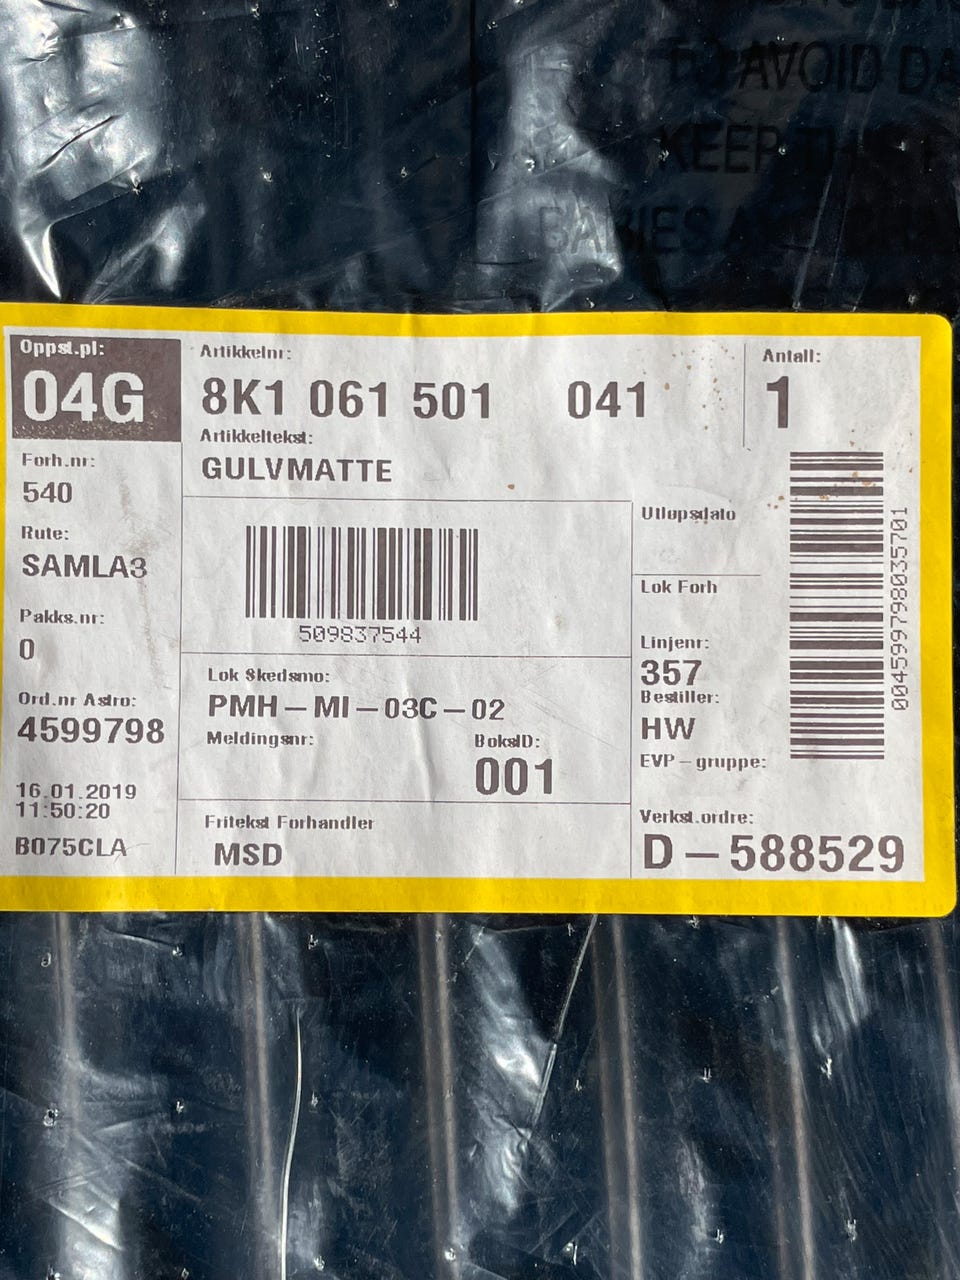 TO AVOID DA
KEEP THIS
BABIES A
Oppst.pl:
04G
Artikkelnr:
8K1 061 501 041
Antall:
1
Artikkeltekst:
GULVMATTE
Forh.nr:
540
Rute:
SAMLA3
Pakks.nr:
0
Ord.nr Astro:
4599798
16.01.2019
11:50:20
B075CLA
509837544
Lok Skedsmo:
PMH-MI-03C-02
Meldingsnr:
BoksID:
001
Fritekst Forhandler
MSD
Utløpsdato
Lok Forh
Linjenr:
357
Bestiller:
HW
EVP-gruppe:
Verkst.ordre:
D-588529
004599798035701